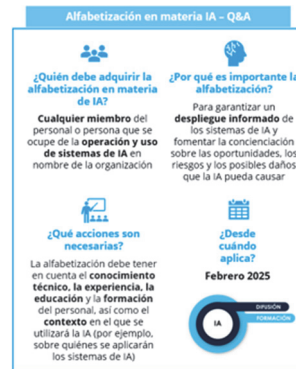 Alfabetización en materia IA – Q&A
¿Quién debe adquirir la
alfabetización en materia
de IA?
Cualquier miembro del
personal o persona que se
ocupe de la operación y uso
de sistemas de IA en
nombre de la organización
¿Por qué es importante la
alfabetización?
Para garantizar un
despliegue informado de
los sistemas de IA y
fomentar la concienciación
sobre las oportunidades, los
riesgos y los posibles daños
que la IA pueda causar
¿Qué acciones son
necesarias?
La alfabetización debe tener
en cuenta el conocimiento
técnico, la experiencia, la
educación y la formación
del personal, así como el
contexto en el que se
utilizará la IA (por ejemplo,
sobre quiénes se aplicarán
los sistemas de IA)
¿Desde
cuándo
aplica?
Febrero 2025
DIFUSIÓN
FORMACIÓN
IA